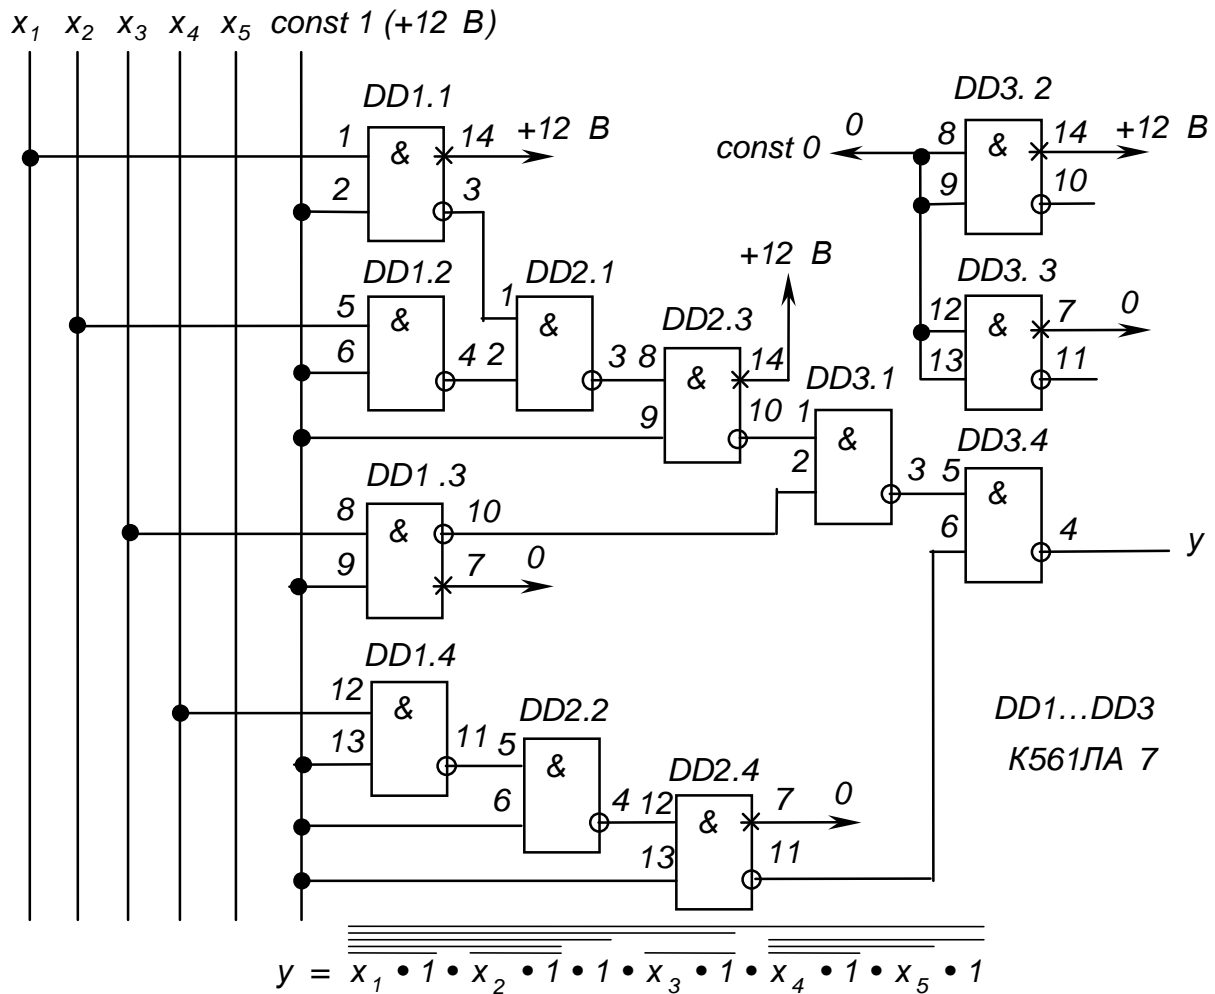 x1 x2 x3 x4 x5 const 1 (+12 В)
DD1.1
1 & 14 +12 В
2 3
DD1.2
5 &
6 4
DD2.1
1 &
2 3
+12 В
DD2.3
8 & 14
9 10
DD1 .3
8 & 10
9 7 0
DD3.1
1 &
2 3
DD1.4
12 &
13 11
DD2.2
5 &
6 4
DD2.4
12 & 7 0
13 11
DD3. 2
const 0 0 8 & 14 +12 В
9 10
DD3. 3
12 & 7 0
13 11
DD3.4
5 &
6 4 y
DD1...DD3
К561ЛА 7
y = x1 • 1 • x2 • 1 • 1 • x3 • 1 • x4 • 1 • x5 • 1